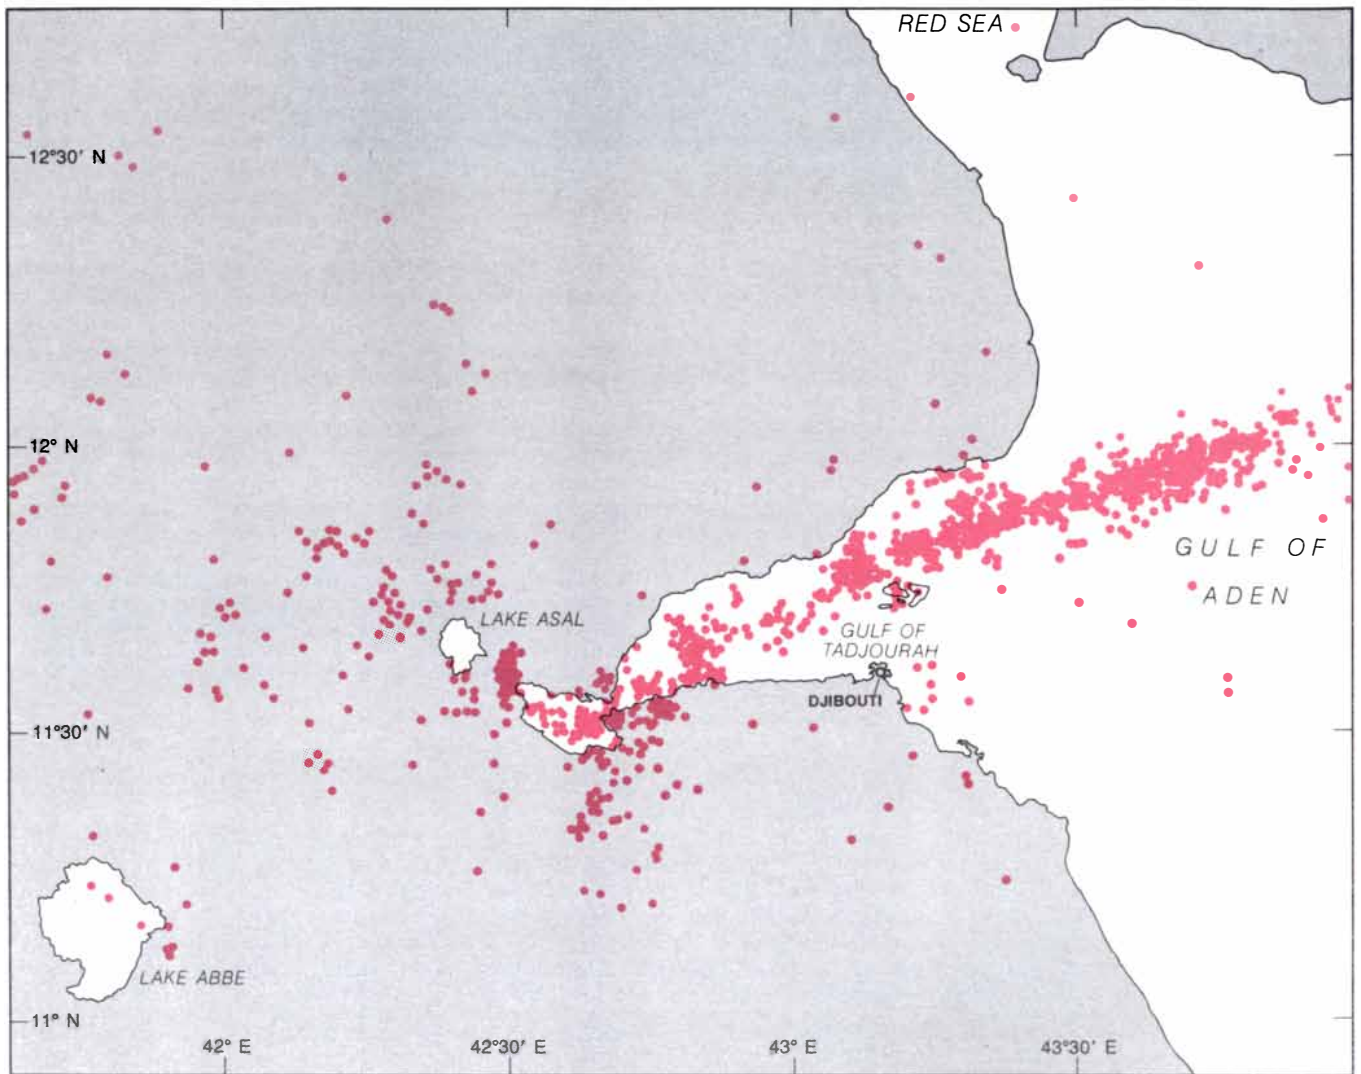 RED SEA
12°30' N
12° N
GULF OF
ADEN
LAKE ASAL
GULF OF
TADJOURAH
DJIBOUTI
11°30' N
LAKE ABBE
11° N
42° E
42°30' E
43° E
43°30' E